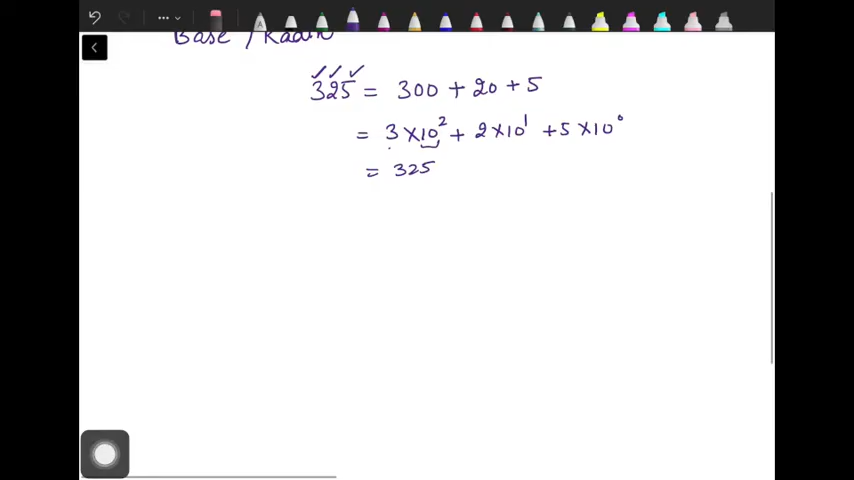 Base / Radix
325 = 300 + 20 + 5
= 3 × 10² + 2 × 10¹ + 5 × 10⁰
= 325